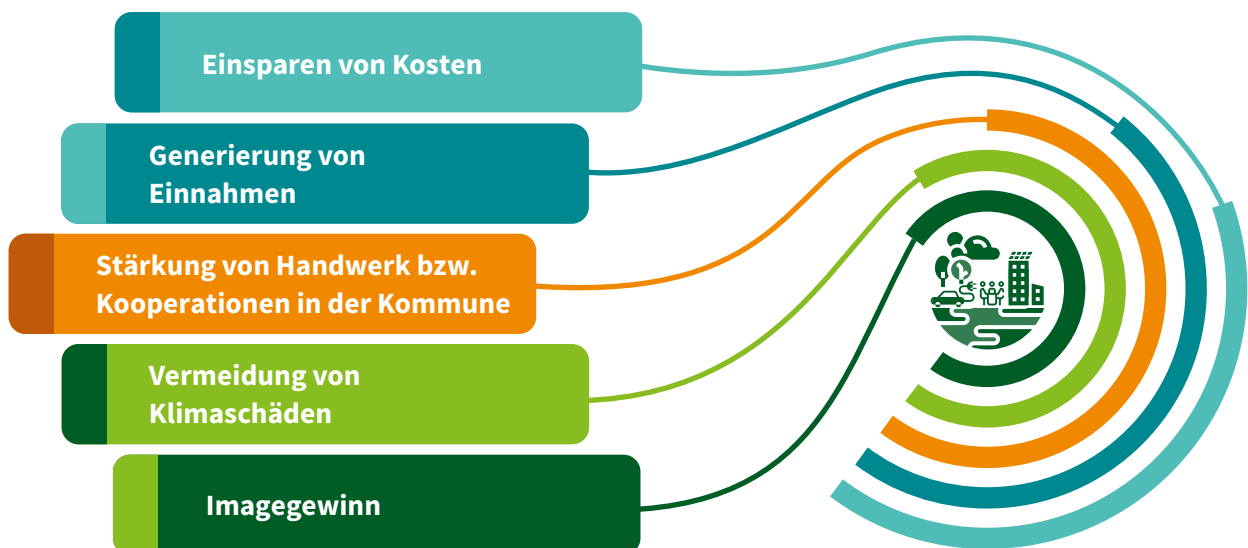 Einsparen von Kosten
Generierung von
Einnahmen
Stärkung von Handwerk bzw.
Kooperationen in der Kommune
Vermeidung von
Klimaschäden
Imagegewinn